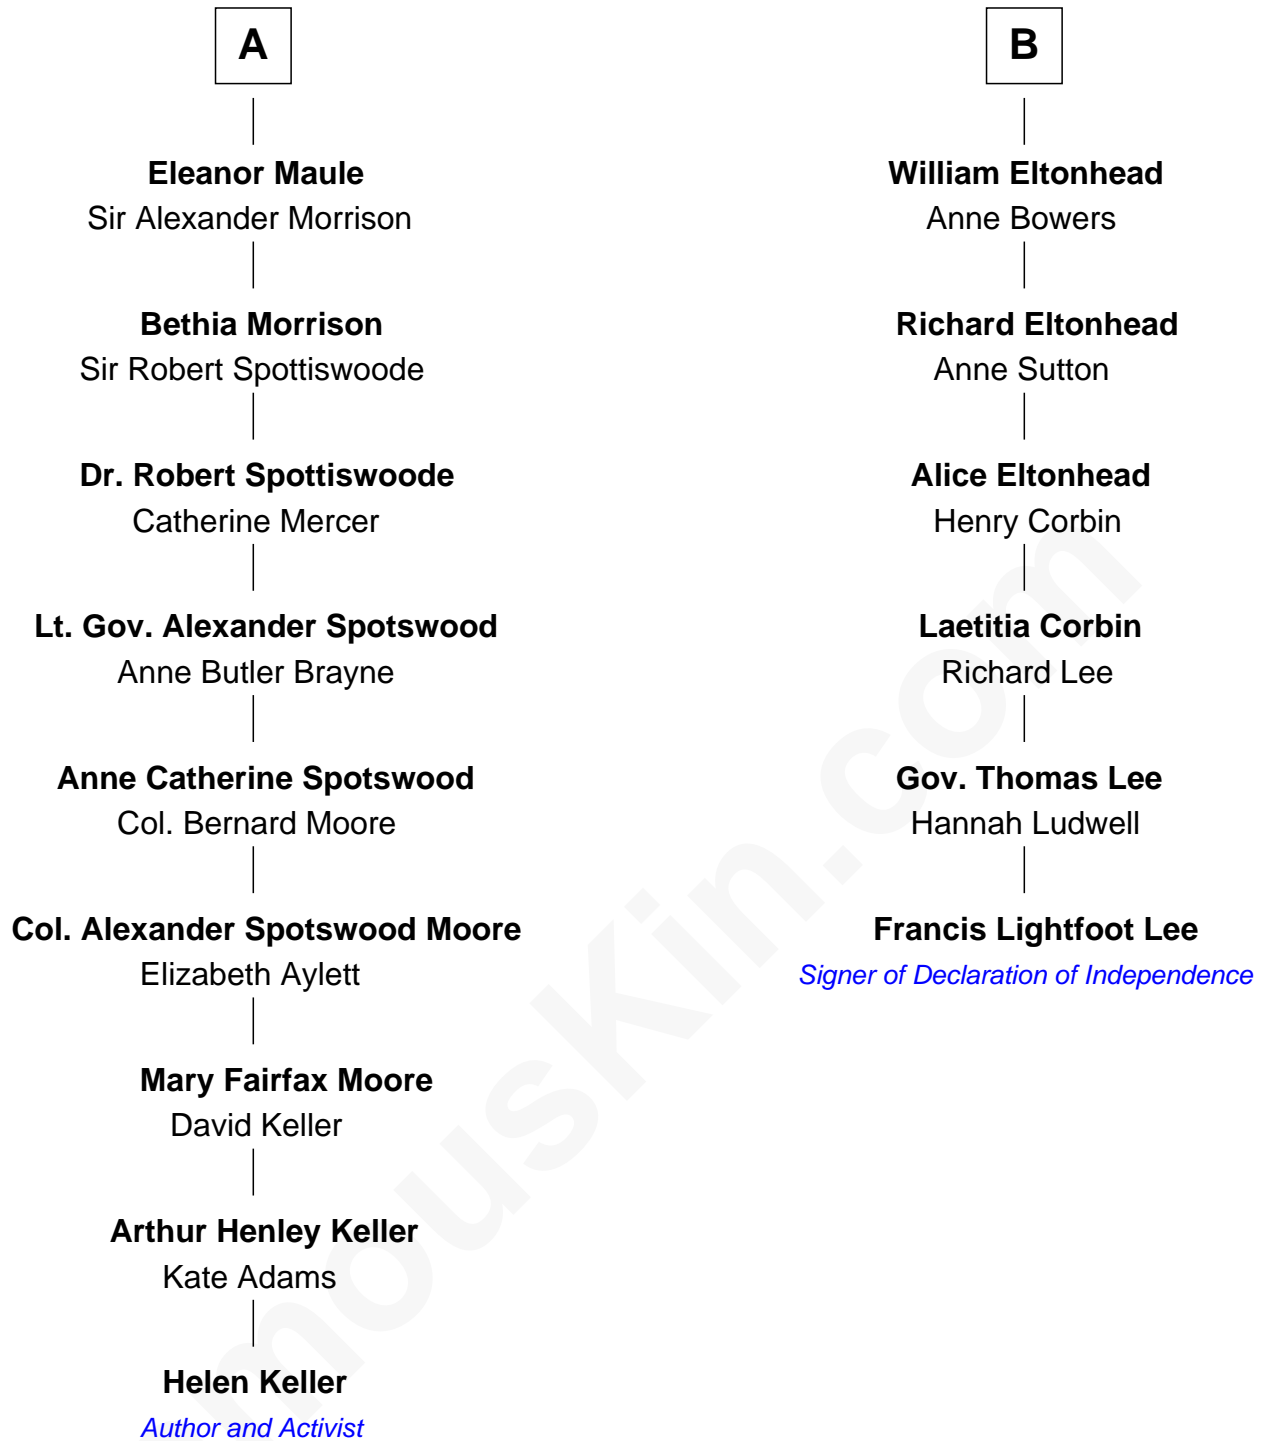 A
Eleanor Maule
Sir Alexander Morrison
Bethia Morrison
Sir Robert Spottiswoode
Dr. Robert Spottiswoode
Catherine Mercer
Lt. Gov. Alexander Spotswood
Anne Butler Brayne
Anne Catherine Spotswood
Col. Bernard Moore
Col. Alexander Spotswood Moore
Elizabeth Aylett
Mary Fairfax Moore
David Keller
Arthur Henley Keller
Kate Adams
Helen Keller
Author and Activist
B
William Eltonhead
Anne Bowers
Richard Eltonhead
Anne Sutton
Alice Eltonhead
Henry Corbin
Laetitia Corbin
Richard Lee
Gov. Thomas Lee
Hannah Ludwell
Francis Lightfoot Lee
Signer of Declaration of Independence
mousKin.com